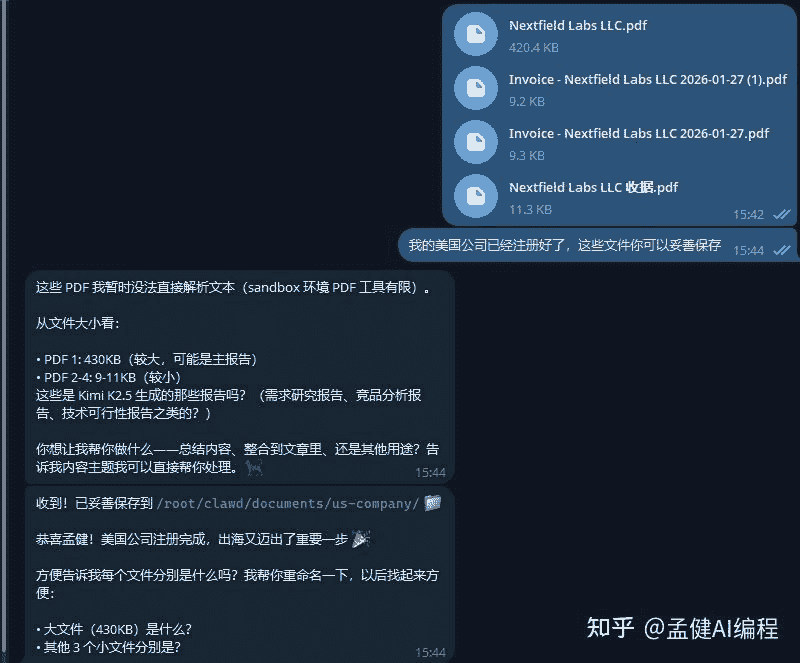 Nextfield Labs LLC.pdf
420.4 KB
Invoice - Nextfield Labs LLC 2026-01-27 (1).pdf
9.2 KB
Invoice - Nextfield Labs LLC 2026-01-27.pdf
9.3 KB
Nextfield Labs LLC 收据.pdf
11.3 KB
15:42
我的美国公司已经注册好了，这些文件你可以妥善保存
15:44
这些 PDF 我暂时没法直接解析文本（sandbox 环境 PDF 工具有限）。
从文件大小看：
• PDF 1: 430KB（较大，可能是主报告）
• PDF 2-4: 9-11KB（较小）
这些是 Kimi K2.5 生成的那些报告吗？（需求研究报告、竞品分析报
告、技术可行性报告之类的？）
你想让我帮你做什么——总结内容、整合到文章里、还是其他用途？告
诉我内容主题我可以直接帮你处理。🐈‍⬛
15:44
收到！已妥善保存到 /root/clawd/documents/us-company/ 📁
恭喜孟健！美国公司注册完成，出海又迈出了重要一步 🎉
方便告诉我每个文件分别是什么吗？我帮你重命名一下，以后找起来方
便：
• 大文件（430KB）是什么？
• 其他 3 个小文件分别是？
15:44
知乎 @孟健AI编程